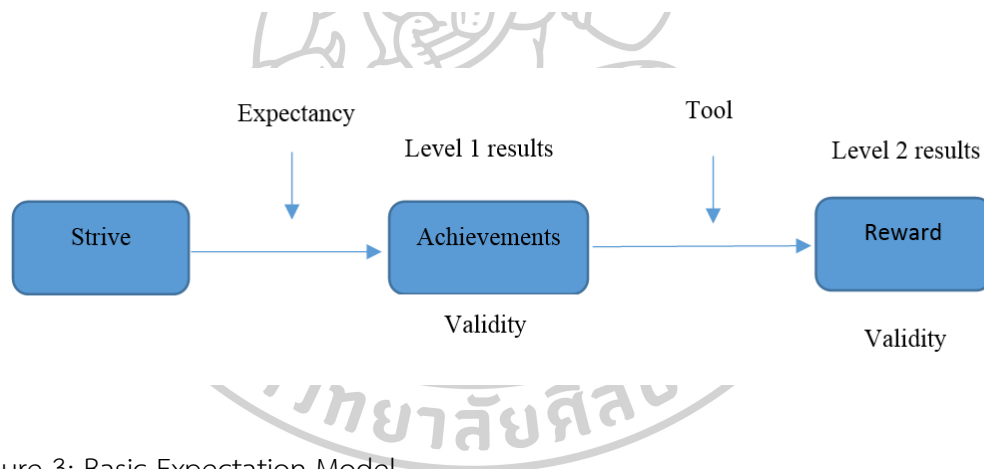 Expectancy
Tool
Level 1 results
Level 2 results
Strive
Achievements
Reward
Validity
Validity
วิทยาลัยศิลป
ure 3: Basic Expectation Model